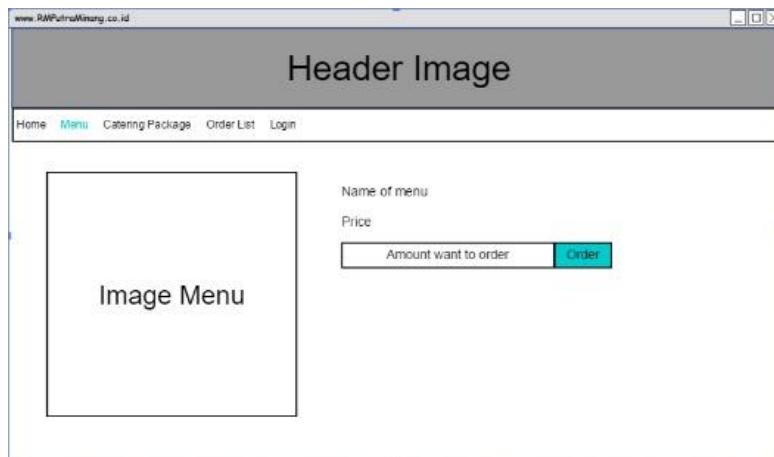 www.RMPutraMinang.co.id
Header Image
Home Menu Catering Package Order List Login
Name of menu
Price
Amount want to order Order
Image Menu